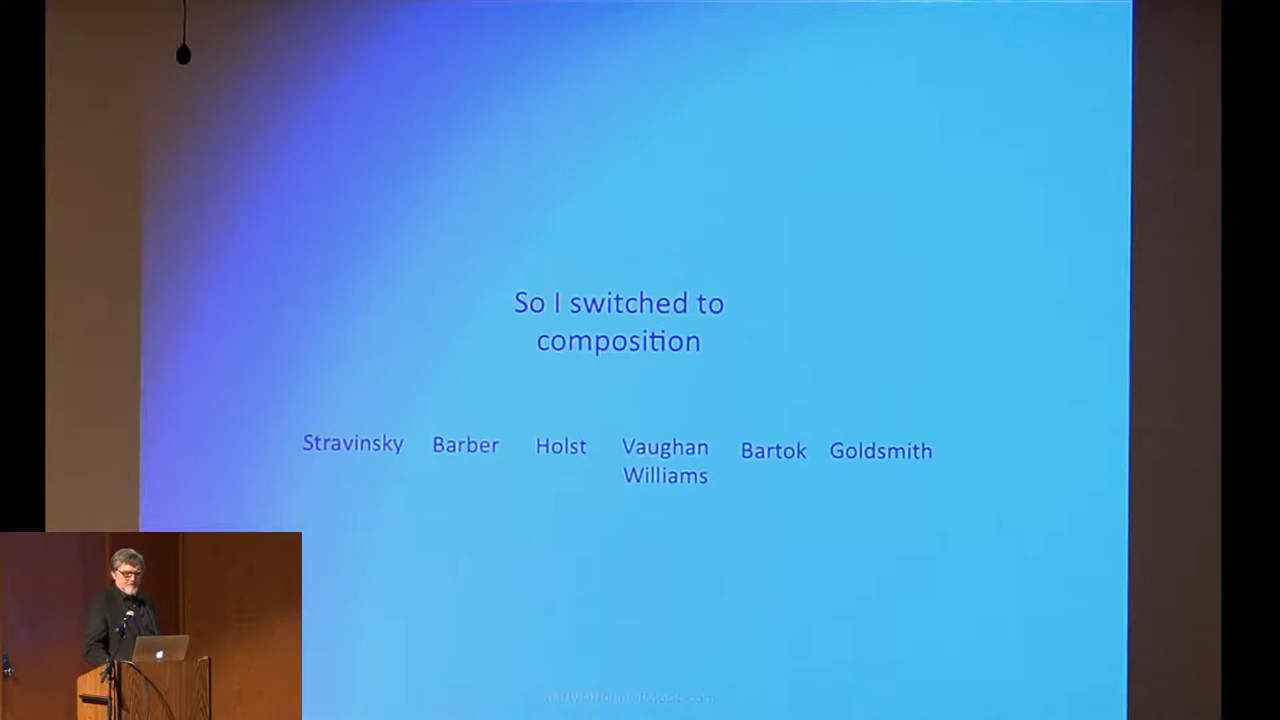 So I switched to
composition
Stravinsky Barber Holst Vaughan Bartok Goldsmith
Williams